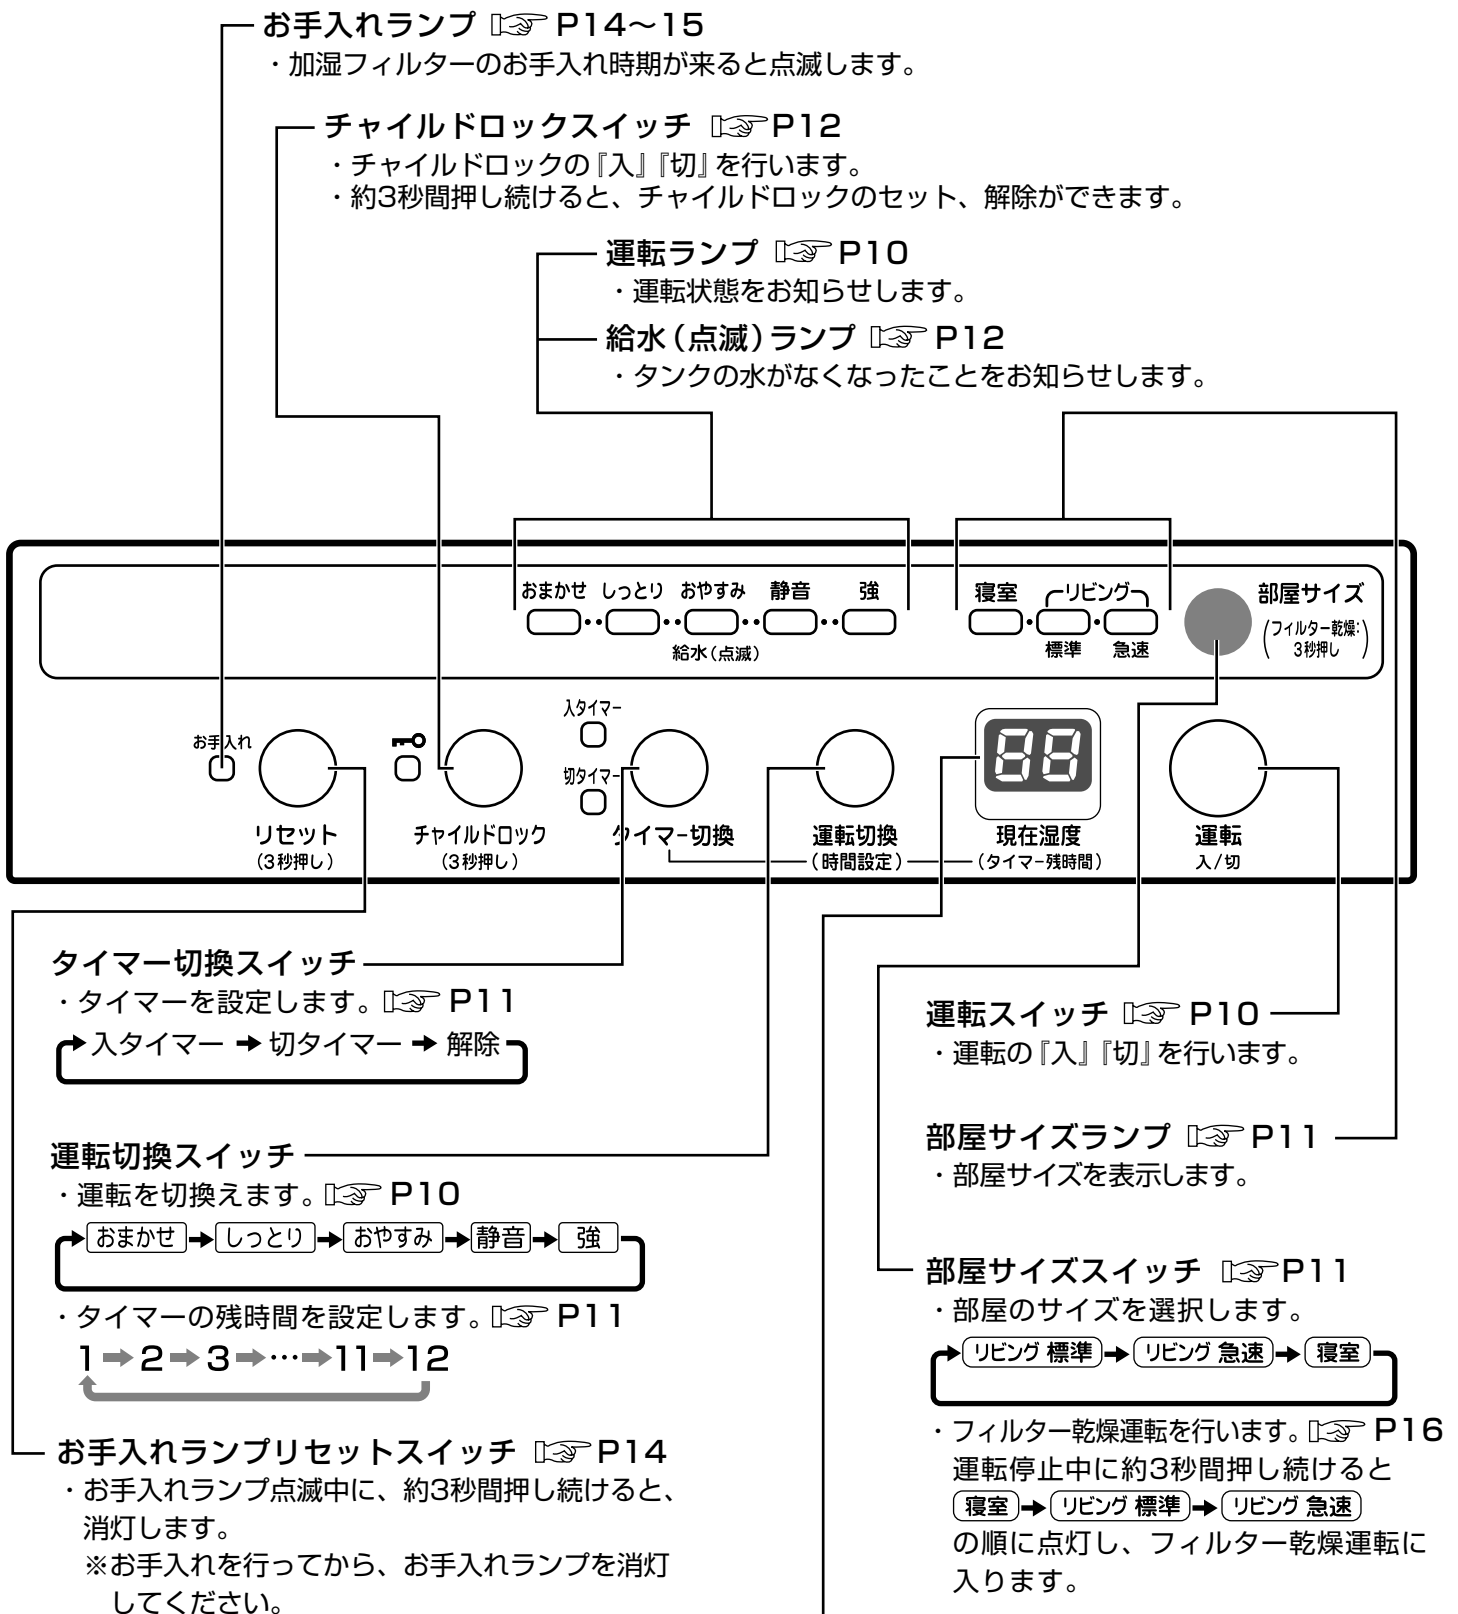 お手入れランプ ☞ P14〜15
・加湿フィルターのお手入れ時期が来ると点滅します。
チャイルドロックスイッチ ☞ P12
・チャイルドロックの『入』『切』を行います。
・約3秒間押し続けると、チャイルドロックのセット、解除ができます。
運転ランプ ☞ P10
・運転状態をお知らせします。
給水(点滅)ランプ ☞ P12
・タンクの水がなくなったことをお知らせします。
おまかせ しっとり おやすみ 静音 強
給水(点滅)
寝室 リビング
標準 急速
部屋サイズ
(フィルター乾燥:
3秒押し)
お手入れ
リセット
(3秒押し)
チャイルドロック
(3秒押し)
入タイマー
切タイマー
タイマー切換
運転切換
(時間設定)
88
現在湿度
(タイマー残時間)
運転
入/切
タイマー切換スイッチ
・タイマーを設定します。☞ P11
➔ 入タイマー ➔ 切タイマー ➔ 解除
運転切換スイッチ
・運転を切換えます。☞ P10
➔ おまかせ ➔ しっとり ➔ おやすみ ➔ 静音 ➔ 強
・タイマーの残時間を設定します。☞ P11
1➔2➔3➔…➔11➔12
お手入れランプリセットスイッチ ☞ P14
・お手入れランプ点滅中に、約3秒間押し続けると、
消灯します。
※お手入れを行ってから、お手入れランプを消灯
してください。
運転スイッチ ☞ P10
・運転の『入』『切』を行います。
部屋サイズランプ ☞ P11
・部屋サイズを表示します。
部屋サイズスイッチ ☞ P11
・部屋のサイズを選択します。
➔ リビング 標準 ➔ リビング 急速 ➔ 寝室
・フィルター乾燥運転を行います。☞ P16
運転停止中に約3秒間押し続けると
寝室 ➔ リビング 標準 ➔ リビング 急速
の順に点灯し、フィルター乾燥運転に
入ります。